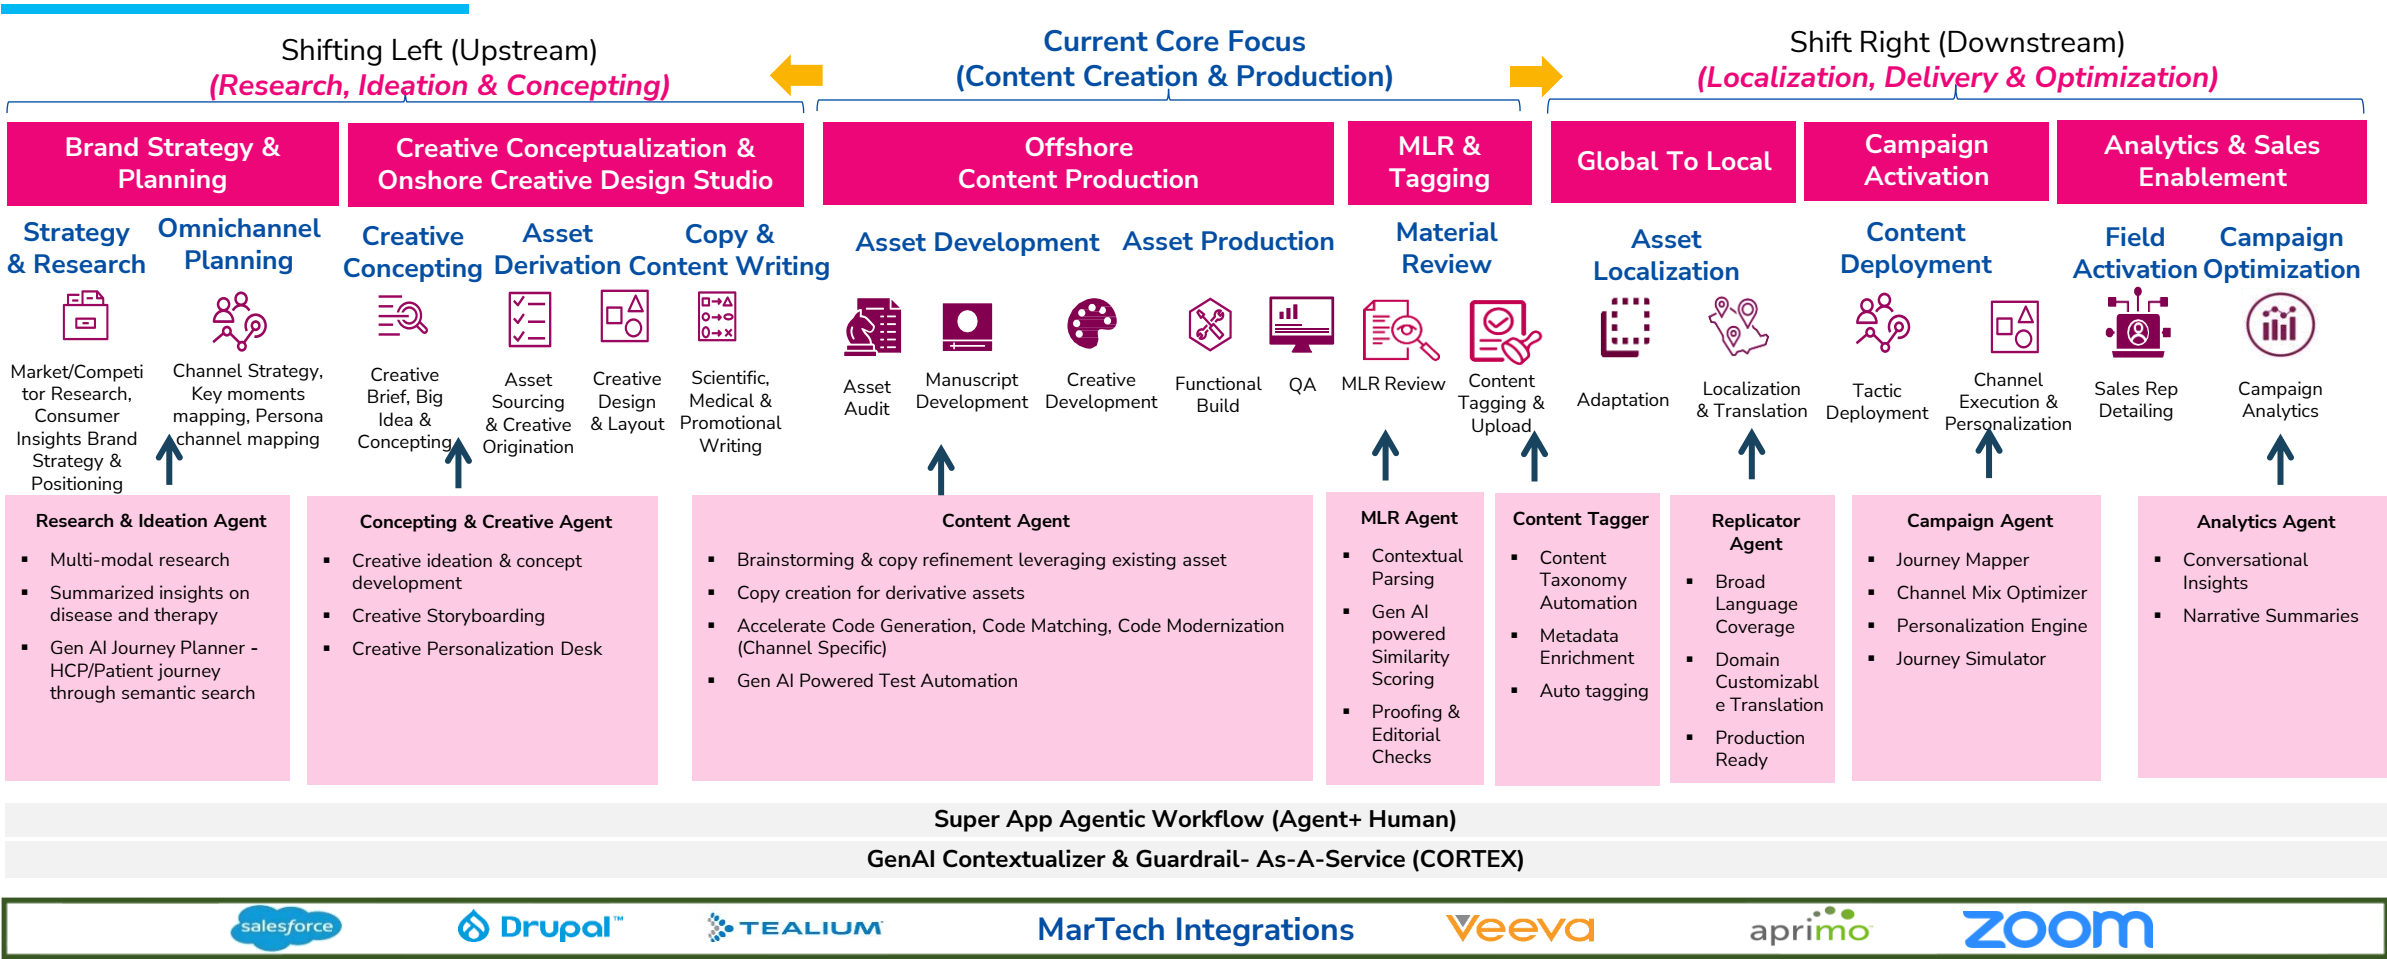 Shifting Left (Upstream)
(Research, Ideation & Concepting)
Current Core Focus
(Content Creation & Production)
Shift Right (Downstream)
(Localization, Delivery & Optimization)
Brand Strategy &
Planning
Creative Conceptualization &
Onshore Creative Design Studio
Offshore
Content Production
MLR &
Tagging
Global To Local
Campaign
Activation
Analytics & Sales
Enablement
Strategy
& Research
Omnichannel
Planning
Creative
Concepting
Asset
Derivation
Copy &
Content Writing
Asset Development
Asset Production
Material
Review
Asset
Localization
Content
Deployment
Field
Activation
Campaign
Optimization
Market/Competi
tor Research,
Consumer
Insights Brand
Strategy &
Positioning
Channel Strategy,
Key moments
mapping, Persona
channel mapping
Creative
Brief, Big
Idea &
Concepting
Asset
Sourcing
& Creative
Origination
Creative
Design
& Layout
Scientific,
Medical &
Promotional
Writing
Asset
Audit
Manuscript
Development
Creative
Development
Functional
Build
QA
MLR Review
Content
Tagging &
Upload
Adaptation
Localization
& Translation
Tactic
Deployment
Channel
Execution &
Personalization
Sales Rep
Detailing
Campaign
Analytics
Research & Ideation Agent
▪ Multi-modal research
▪ Summarized insights on
disease and therapy
▪ Gen AI Journey Planner -
HCP/Patient journey
through semantic search
Concepting & Creative Agent
▪ Creative ideation & concept
development
▪ Creative Storyboarding
▪ Creative Personalization Desk
Content Agent
▪ Brainstorming & copy refinement leveraging existing asset
▪ Copy creation for derivative assets
▪ Accelerate Code Generation, Code Matching, Code Modernization
(Channel Specific)
▪ Gen AI Powered Test Automation
MLR Agent
▪ Contextual
Parsing
▪ Gen AI
powered
Similarity
Scoring
▪ Proofing &
Editorial
Checks
Content Tagger
▪ Content
Taxonomy
Automation
▪ Metadata
Enrichment
▪ Auto tagging
Replicator
Agent
▪ Broad
Language
Coverage
▪ Domain
Customizabl
e Translation
▪ Production
Ready
Campaign Agent
▪ Journey Mapper
▪ Channel Mix Optimizer
▪ Personalization Engine
▪ Journey Simulator
Analytics Agent
▪ Conversational
Insights
▪ Narrative Summaries
Super App Agentic Workflow (Agent+ Human)
GenAI Contextualizer & Guardrail- As-A-Service (CORTEX)
salesforce
Drupal™
TEALIUM
MarTech Integrations
Veeva
aprimo
zoom